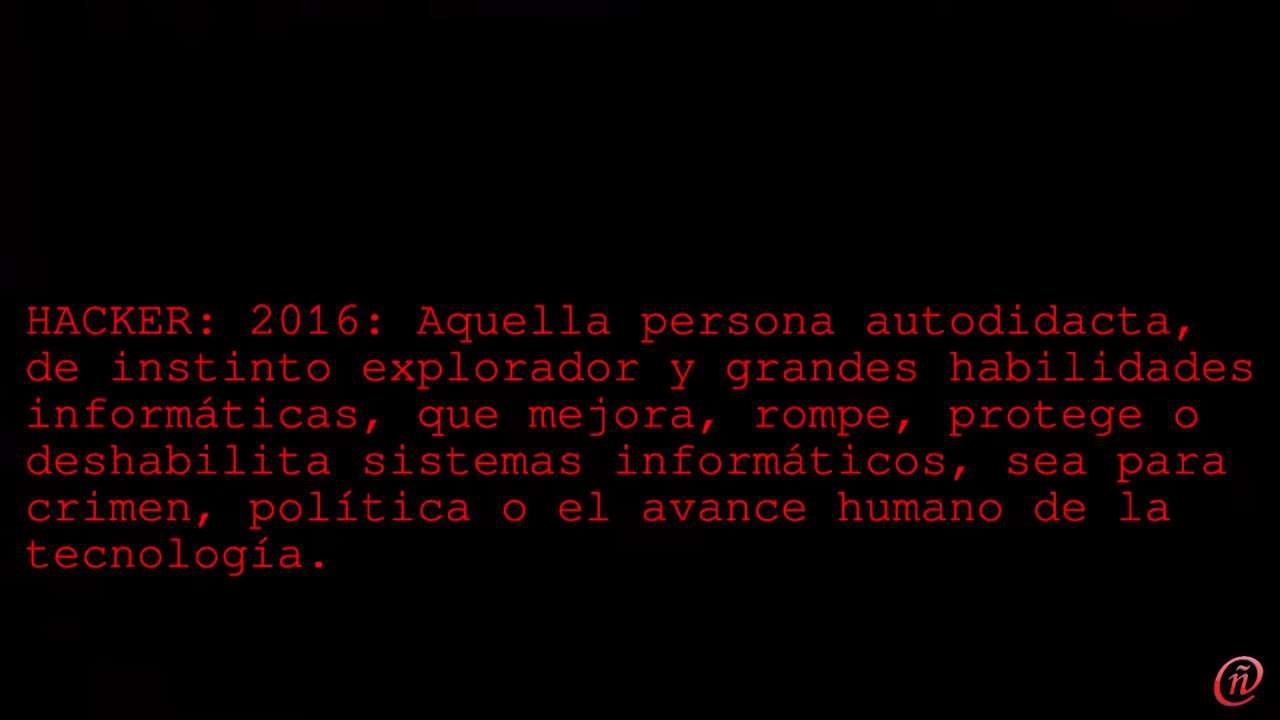 HACKER: 2016: Aquella persona autodidacta,
de instinto explorador y grandes habilidades
informáticas, que mejora, rompe, protege o
deshabilita sistemas informáticos, sea para
crimen, política o el avance humano de la
tecnología.
ñ